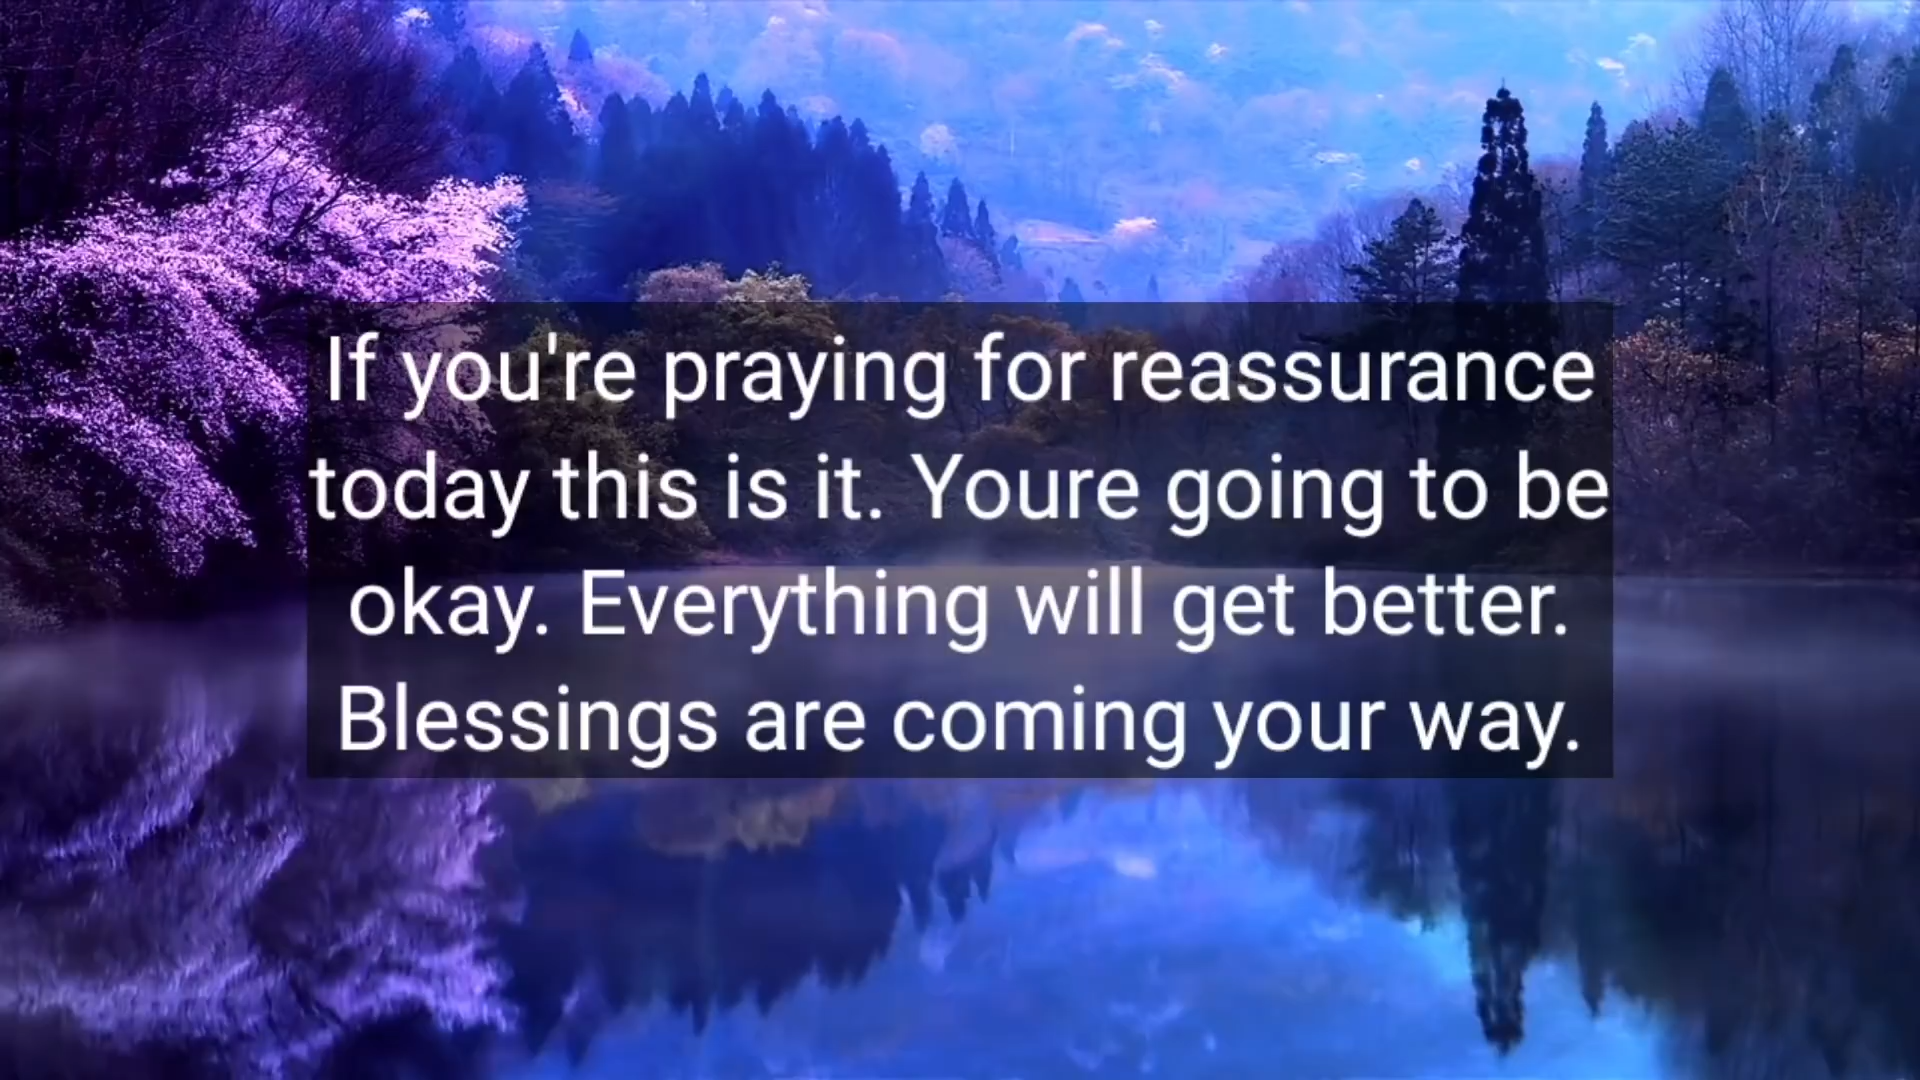 If you're praying for reassurance
today this is it. Youre going to be
okay. Everything will get better.
Blessings are coming your way.